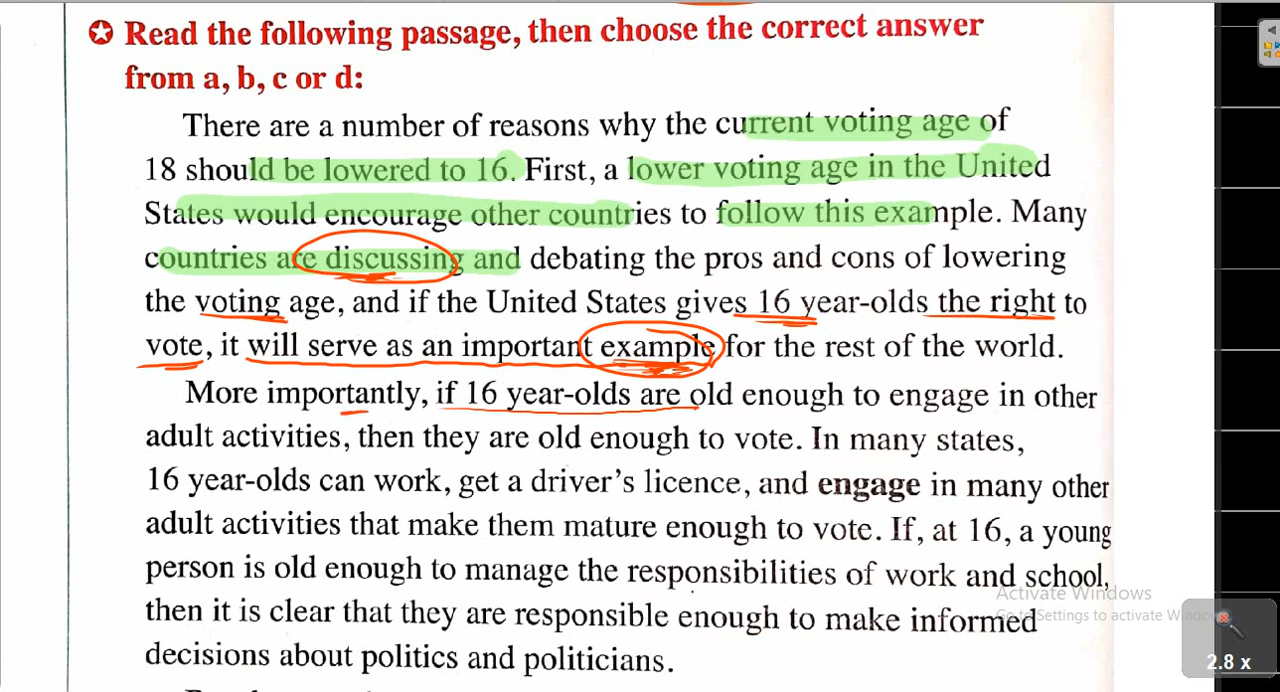 Read the following passage, then choose the correct answer
from a, b, c or d:
There are a number of reasons why the current voting age of
18 should be lowered to 16. First, a lower voting age in the United
States would encourage other countries to follow this example. Many
countries are discussing and debating the pros and cons of lowering
the voting age, and if the United States gives 16 year-olds the right to
vote, it will serve as an important example for the rest of the world.
More importantly, if 16 year-olds are old enough to engage in other
adult activities, then they are old enough to vote. In many states,
16 year-olds can work, get a driver's licence, and engage in many other
adult activities that make them mature enough to vote. If, at 16, a young
person is old enough to manage the responsibilities of work and school,
then it is clear that they are responsible enough to make informed
decisions about politics and politicians.
Activate Windows
Go to Settings to activate Windows.
2.8 x